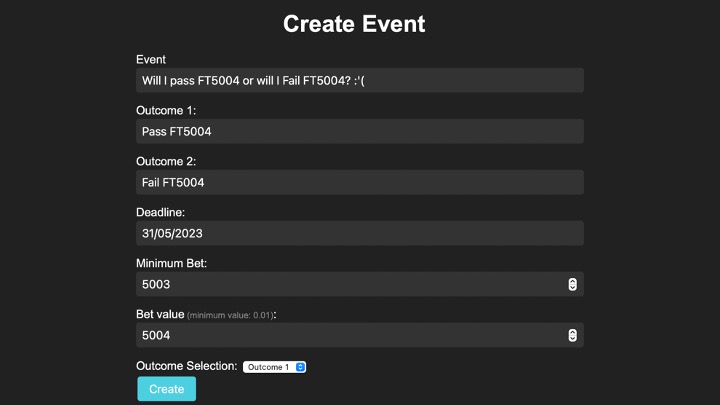 Create Event
Event
Will I pass FT5004 or will I Fail FT5004? :'(
Outcome 1:
Pass FT5004
Outcome 2:
Fail FT5004
Deadline:
31/05/2023
Minimum Bet:
5003
Bet value (minimum value: 0.01):
5004
Outcome Selection: Outcome 1
Create